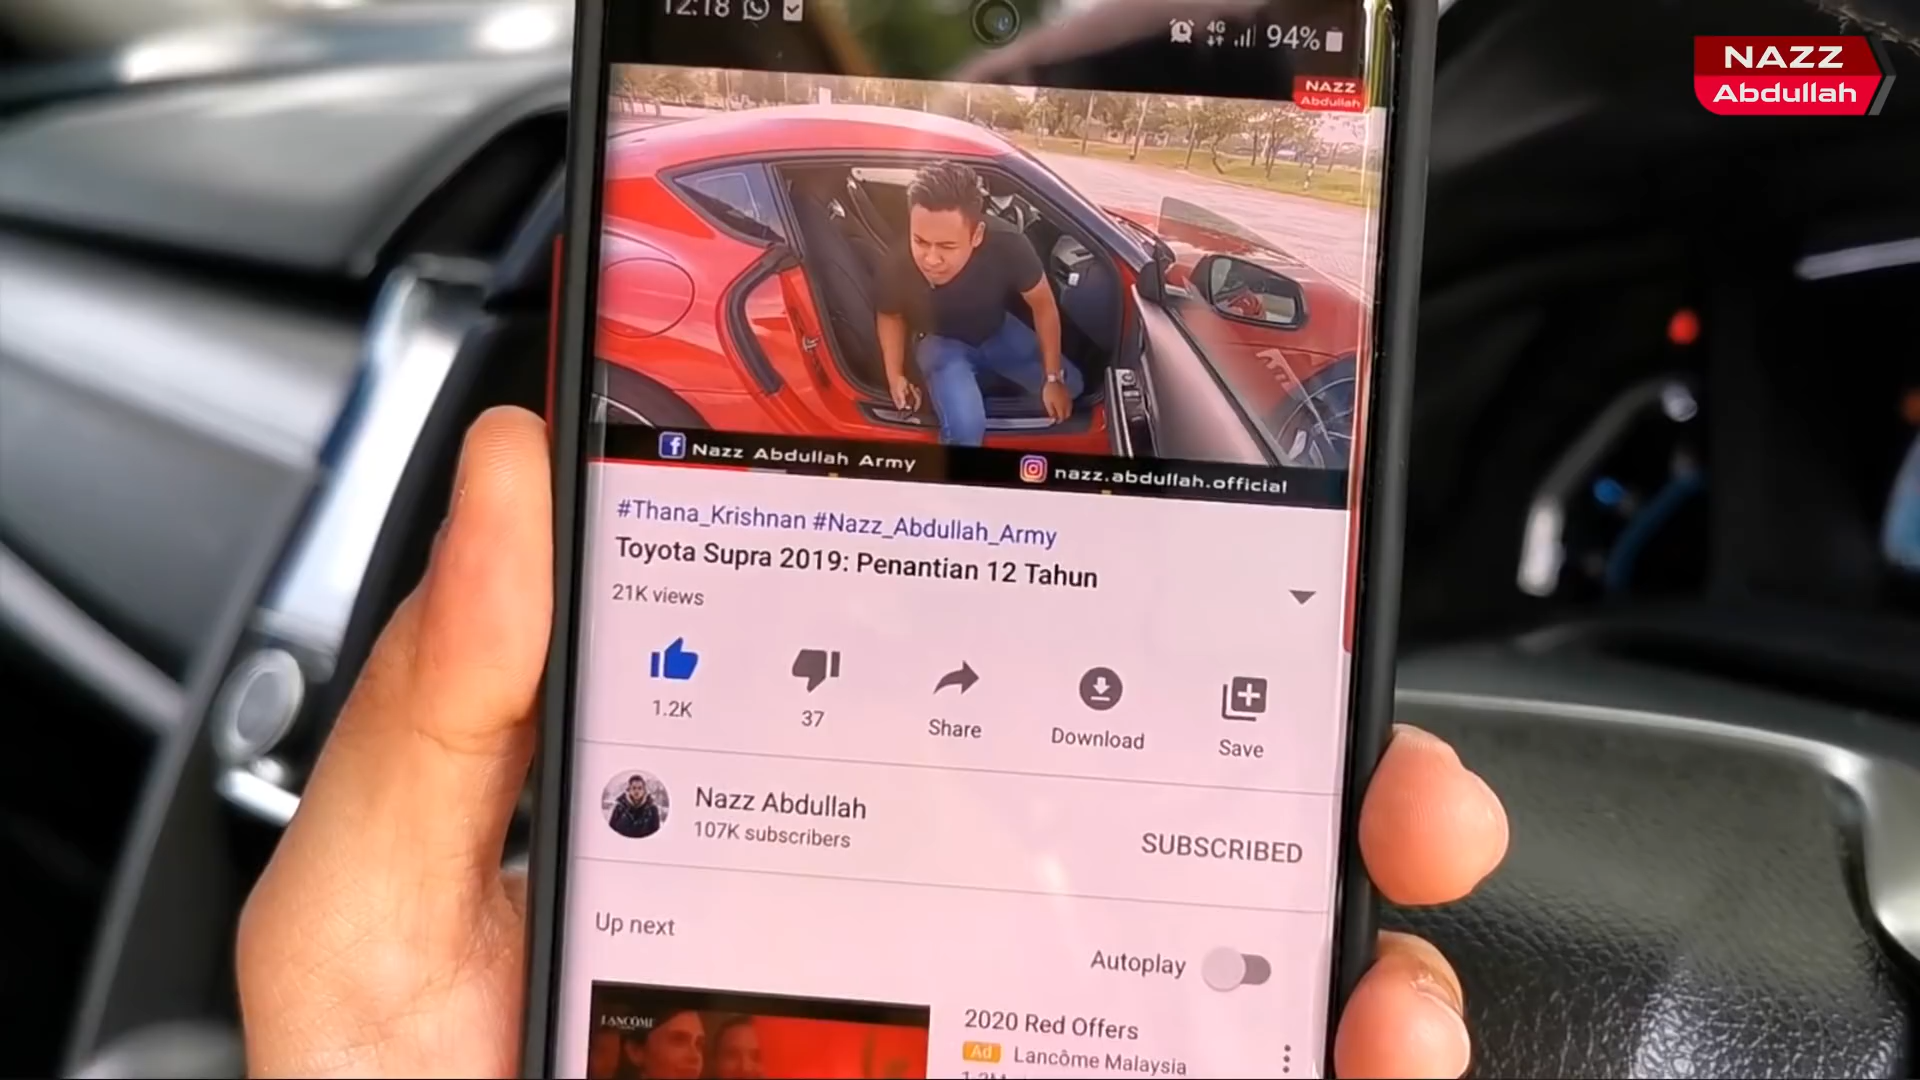 NAZZ
Abdullah
12:18
4G
94%
NAZZ
Abdullah
Nazz Abdullah Army
nazz.abdullah.official
#Thana_Krishnan #Nazz_Abdullah_Army
Toyota Supra 2019: Penantian 12 Tahun
21K views
1.2K
37
Share
Download
Save
Nazz Abdullah
107K subscribers
SUBSCRIBED
Up next
Autoplay
LANCÔME
2020 Red Offers
Ad Lancôme Malaysia